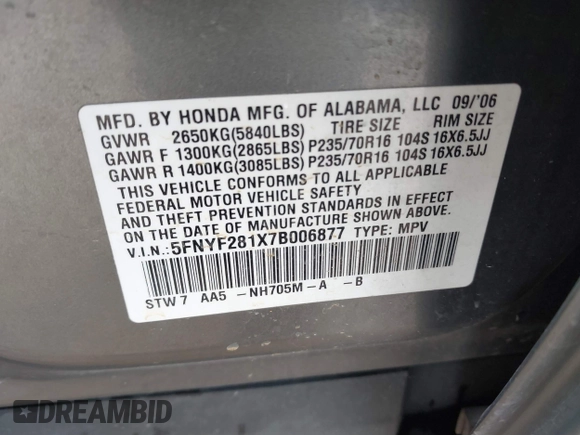 MFD. BY HONDA MFG. OF ALABAMA, LLC 09/'06
GVWR 2650KG(5840LBS) TIRE SIZE RIM SIZE
GAWR F 1300KG(2865LBS) P235/70R16 104S 16X6.5JJ
GAWR R 1400KG(3085LBS) P235/70R16 104S 16X6.5JJ
THIS VEHICLE CONFORMS TO ALL APPLICABLE
FEDERAL MOTOR VEHICLE SAFETY
AND THEFT PREVENTION STANDARDS IN EFFECT
ON THE DATE OF MANUFACTURE SHOWN ABOVE.
V.I.N.: 5FNYF281X7B006877 TYPE: MPV
STW7 AA5 -NH705M-A -B
DREAMBID